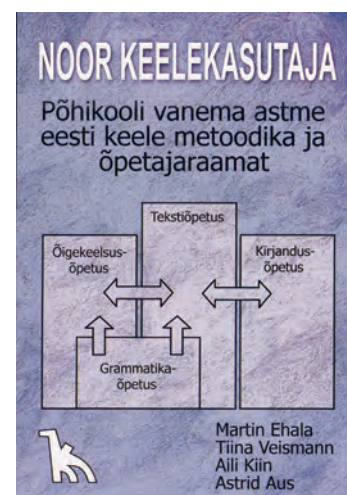 NOOR KEELEKASUTAJA
Põhikooli vanema astme
eesti keele metoodika ja
õpetajaraamat
Tekstiõpetus
Õigekeelsus-
õpetus
Kirjandus-
õpetus
Grammatika-
õpetus
Martin Ehala
Tiina Veismann
Aili Kiin
Astrid Aus